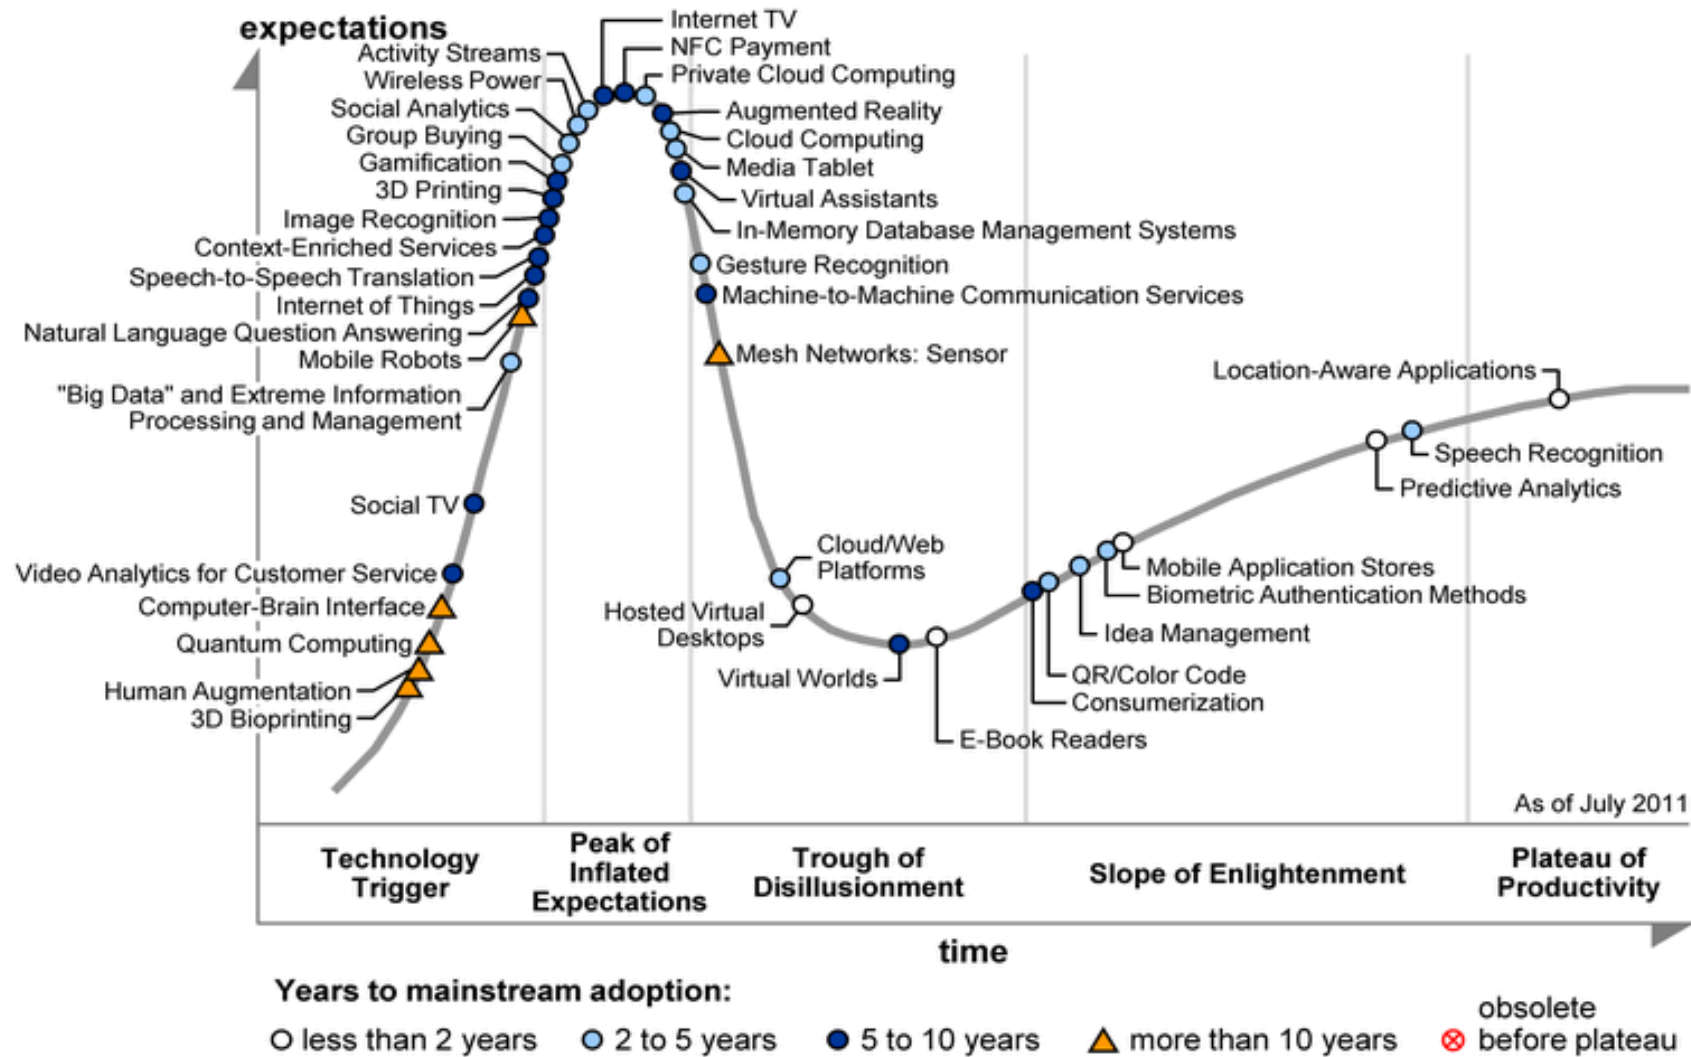 expectations
Internet TV
NFC Payment
Private Cloud Computing
Activity Streams
Wireless Power
Social Analytics
Group Buying
Gamification
3D Printing
Image Recognition
Context-Enriched Services
Speech-to-Speech Translation
Internet of Things
Natural Language Question Answering
Mobile Robots
"Big Data" and Extreme Information
Processing and Management
Social TV
Video Analytics for Customer Service
Computer-Brain Interface
Quantum Computing
Human Augmentation
3D Bioprinting
Augmented Reality
Cloud Computing
Media Tablet
Virtual Assistants
In-Memory Database Management Systems
Gesture Recognition
Machine-to-Machine Communication Services
Mesh Networks: Sensor
Cloud/Web
Platforms
Hosted Virtual
Desktops
Virtual Worlds
E-Book Readers
Location-Aware Applications
Speech Recognition
Predictive Analytics
Mobile Application Stores
Biometric Authentication Methods
Idea Management
QR/Color Code
Consumerization
As of July 2011
Technology
Trigger
Peak of
Inflated
Expectations
Trough of
Disillusionment
Slope of Enlightenment
Plateau of
Productivity
time
Years to mainstream adoption:
less than 2 years
2 to 5 years
5 to 10 years
more than 10 years
obsolete
before plateau